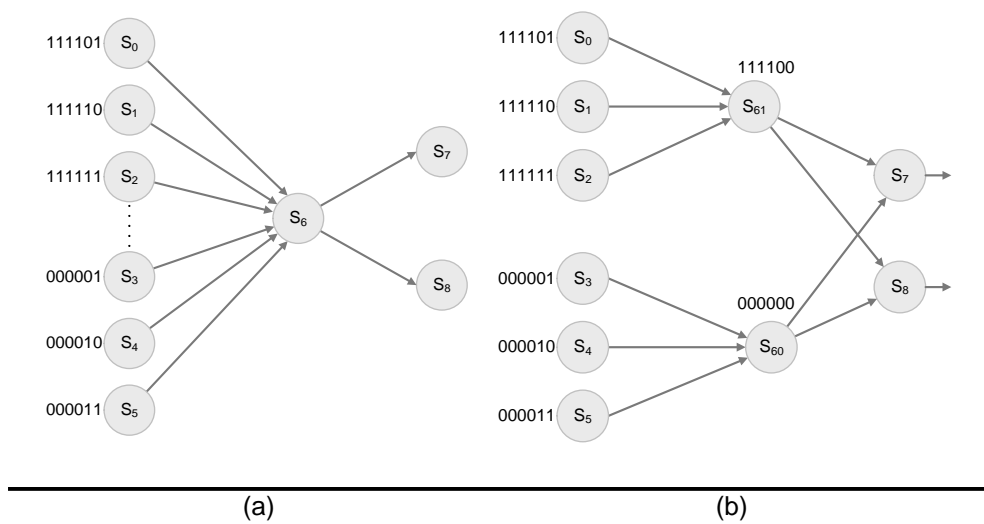 111101 S0
111110 S1
111111 S2
000001 S3
000010 S4
000011 S5
S6
S7
S8
(a)
111101 S0
111110 S1
111111 S2
000001 S3
000010 S4
000011 S5
111100
S61
000000
S60
S7
S8
(b)